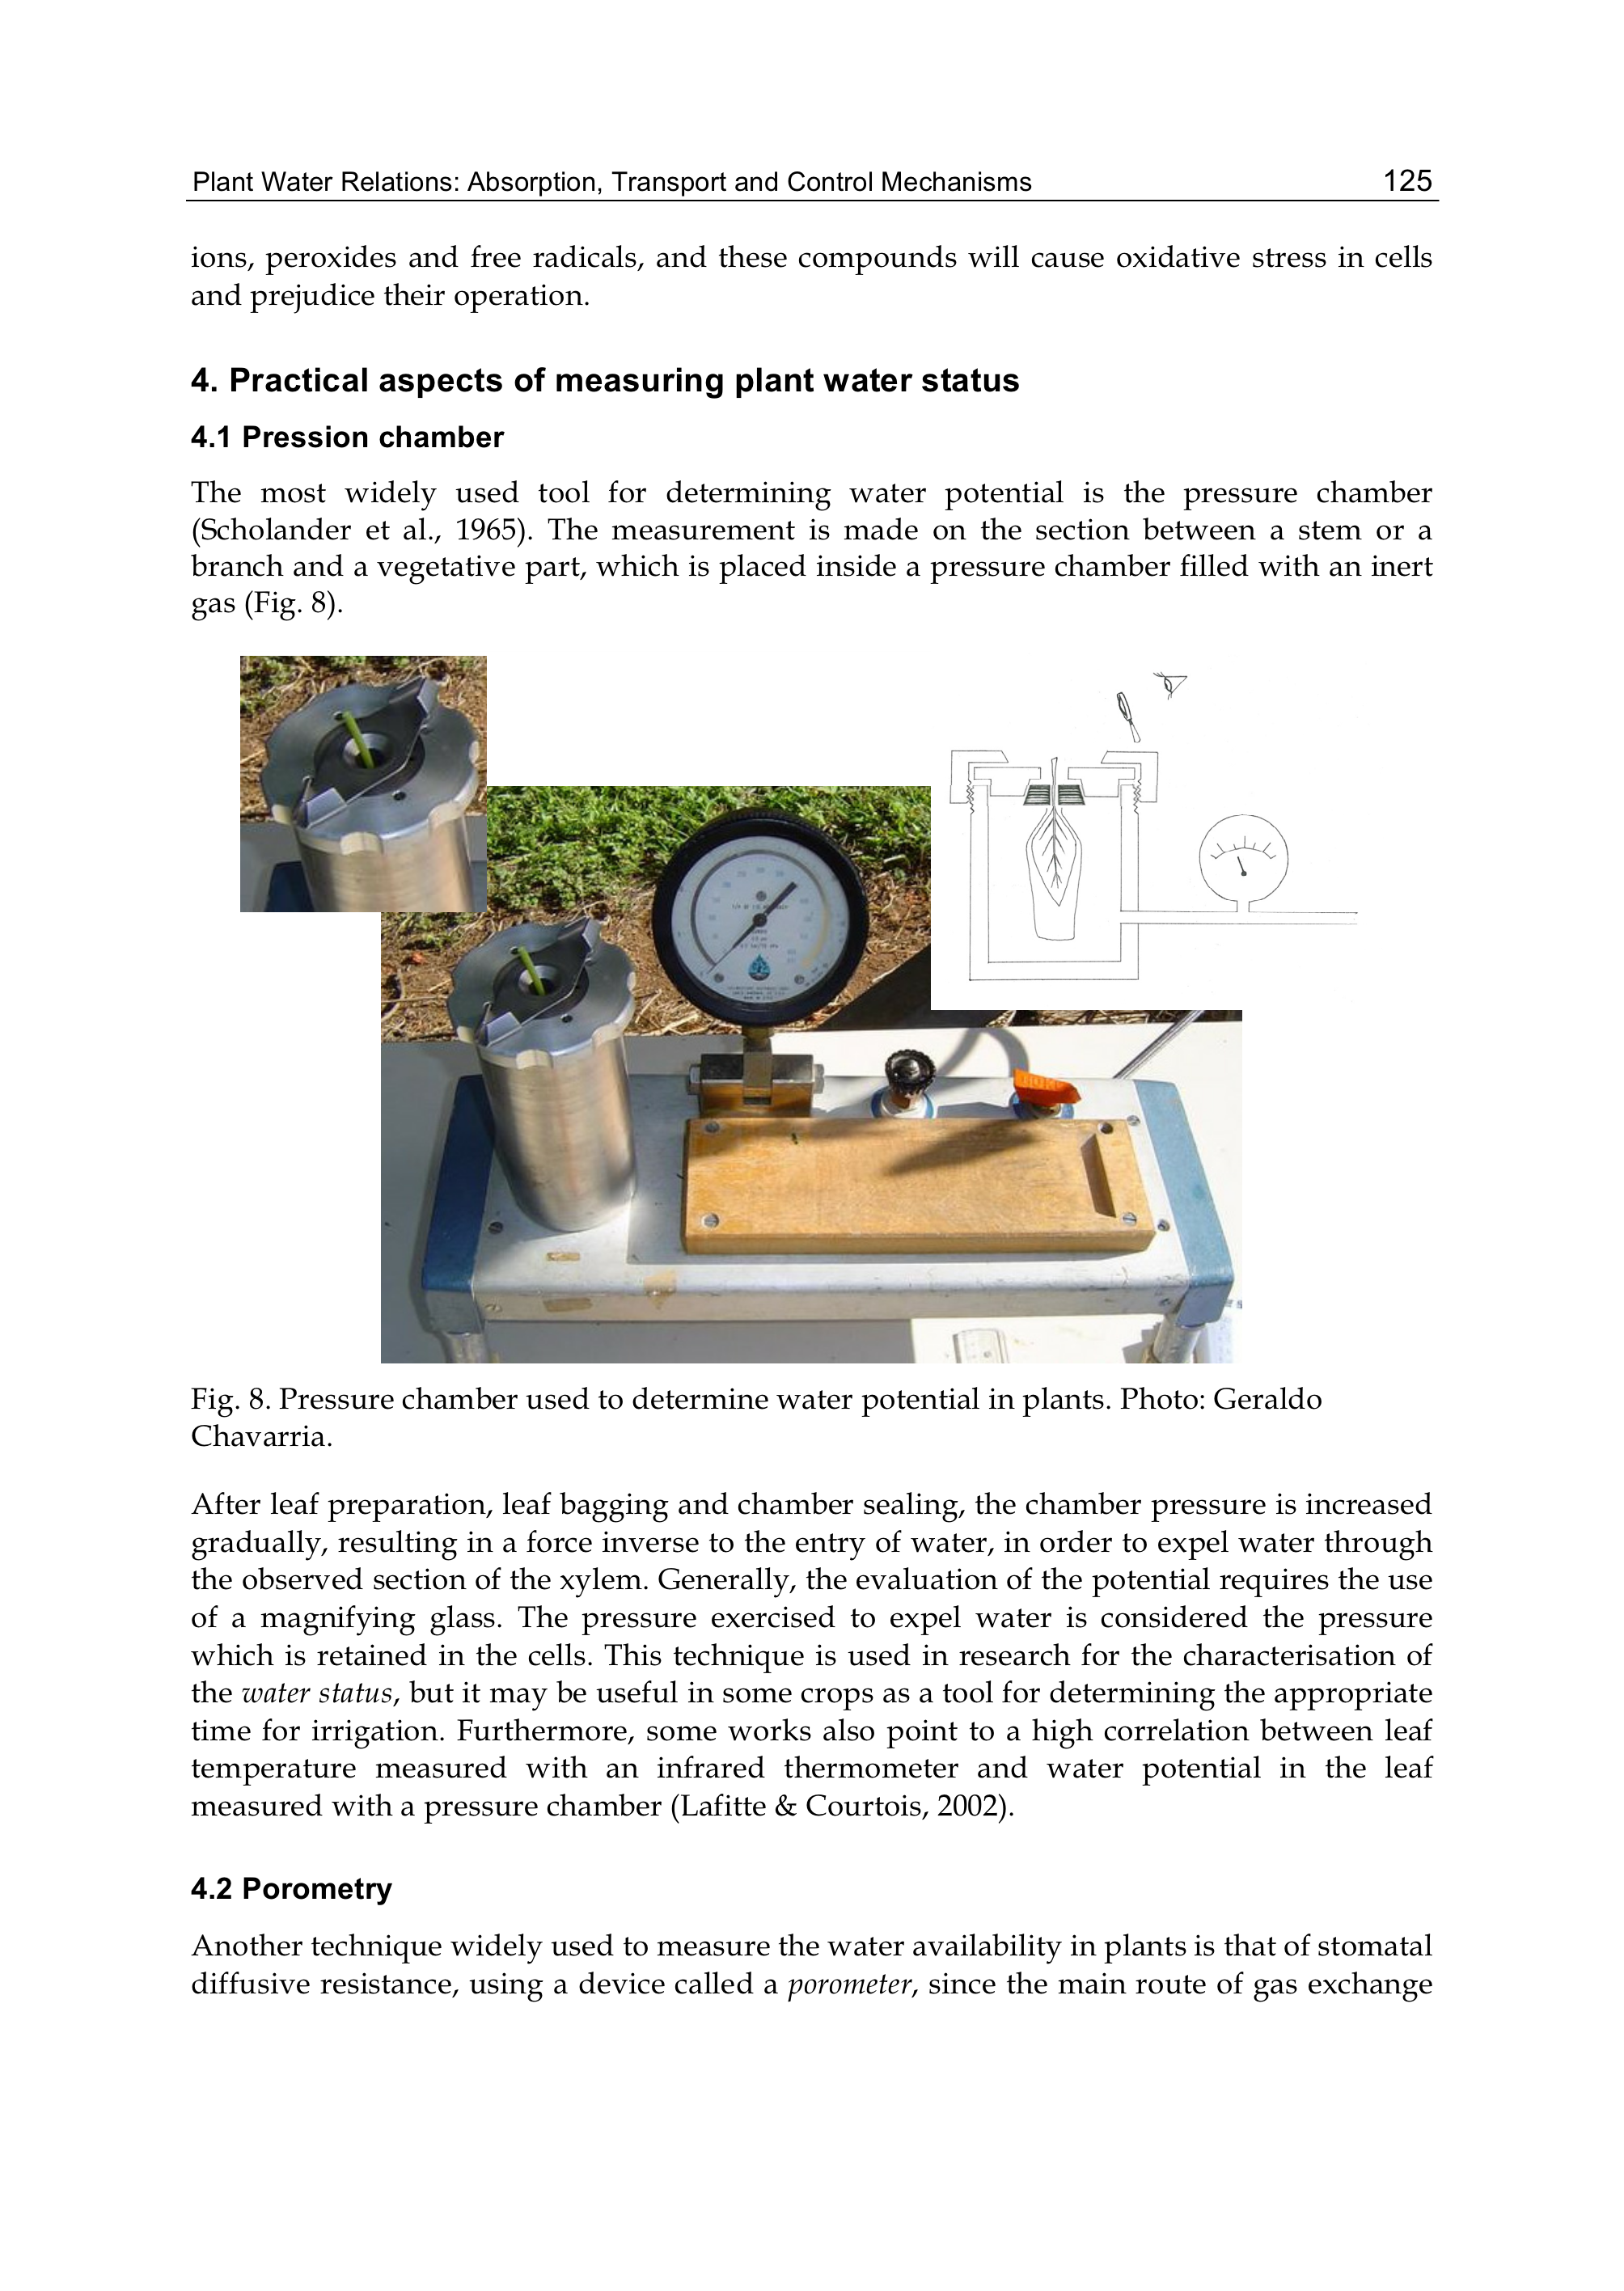 Plant Water Relations: Absorption, Transport and Control Mechanisms 125
ions, peroxides and free radicals, and these compounds will cause oxidative stress in cells
and prejudice their operation.
4. Practical aspects of measuring plant water status
4.1 Pression chamber
The most widely used tool for determining water potential is the pressure chamber
(Scholander et al., 1965). The measurement is made on the section between a stem or a
branch and a vegetative part, which is placed inside a pressure chamber filled with an inert
gas (Fig. 8).
Fig. 8. Pressure chamber used to determine water potential in plants. Photo: Geraldo
Chavarria.
After leaf preparation, leaf bagging and chamber sealing, the chamber pressure is increased
gradually, resulting in a force inverse to the entry of water, in order to expel water through
the observed section of the xylem. Generally, the evaluation of the potential requires the use
of a magnifying glass. The pressure exercised to expel water is considered the pressure
which is retained in the cells. This technique is used in research for the characterisation of
the water status, but it may be useful in some crops as a tool for determining the appropriate
time for irrigation. Furthermore, some works also point to a high correlation between leaf
temperature measured with an infrared thermometer and water potential in the leaf
measured with a pressure chamber (Lafitte & Courtois, 2002).
4.2 Porometry
Another technique widely used to measure the water availability in plants is that of stomatal
diffusive resistance, using a device called a porometer, since the main route of gas exchange